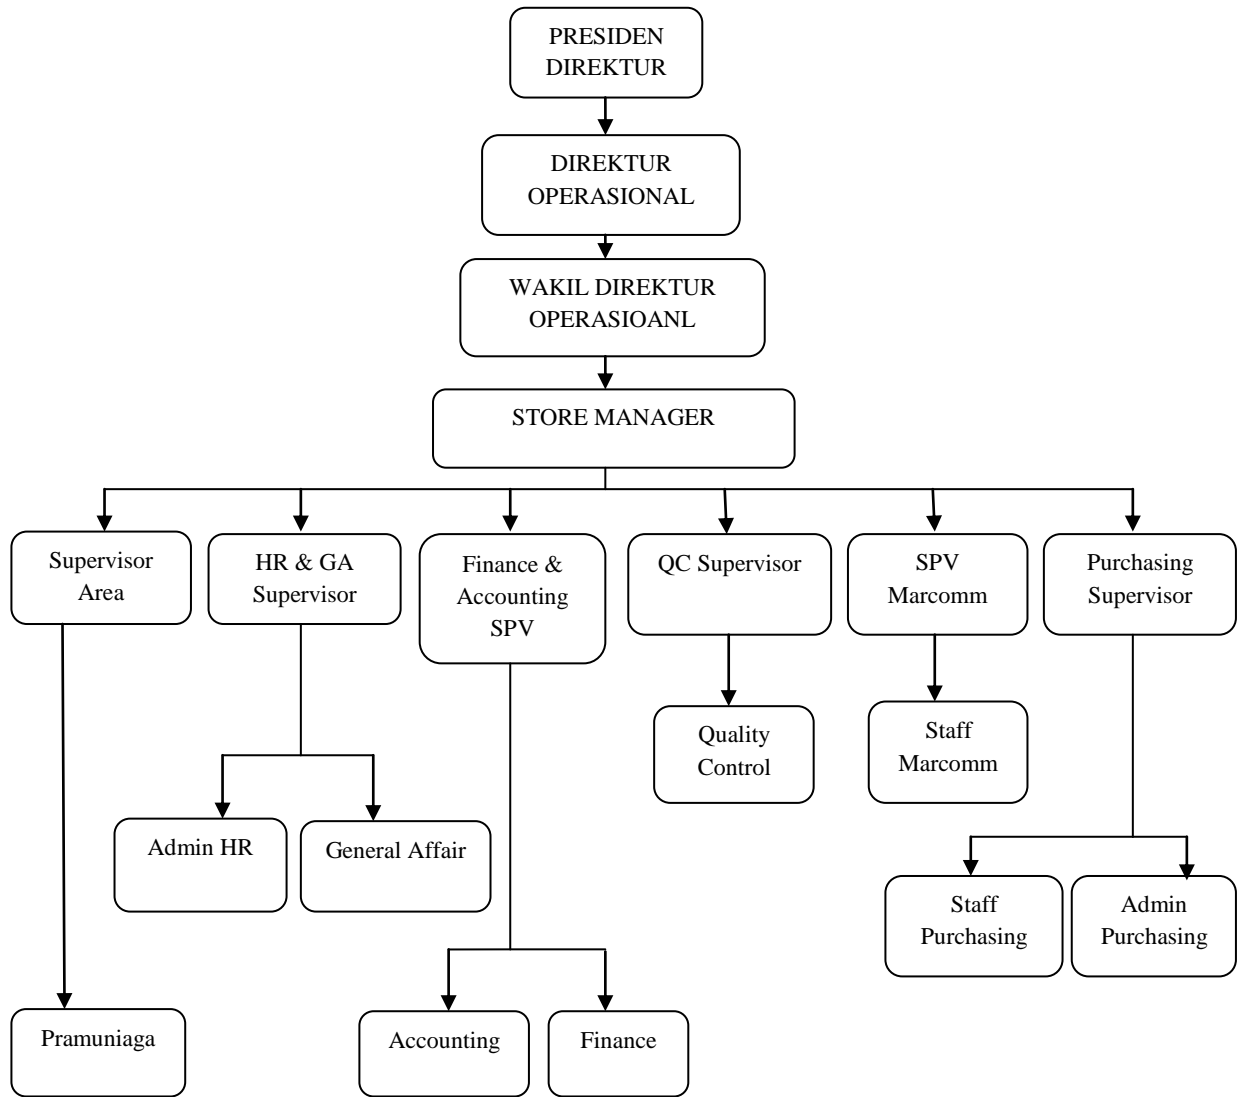 PRESIDEN
DIREKTUR
DIREKTUR
OPERASIONAL
WAKIL DIREKTUR
OPERASIOANL
STORE MANAGER
Supervisor
Area
HR & GA
Supervisor
Finance &
Accounting
SPV
QC Supervisor
SPV
Marcomm
Purchasing
Supervisor
Quality
Control
Staff
Marcomm
Admin HR
General Affair
Staff
Purchasing
Admin
Purchasing
Pramuniaga
Accounting
Finance